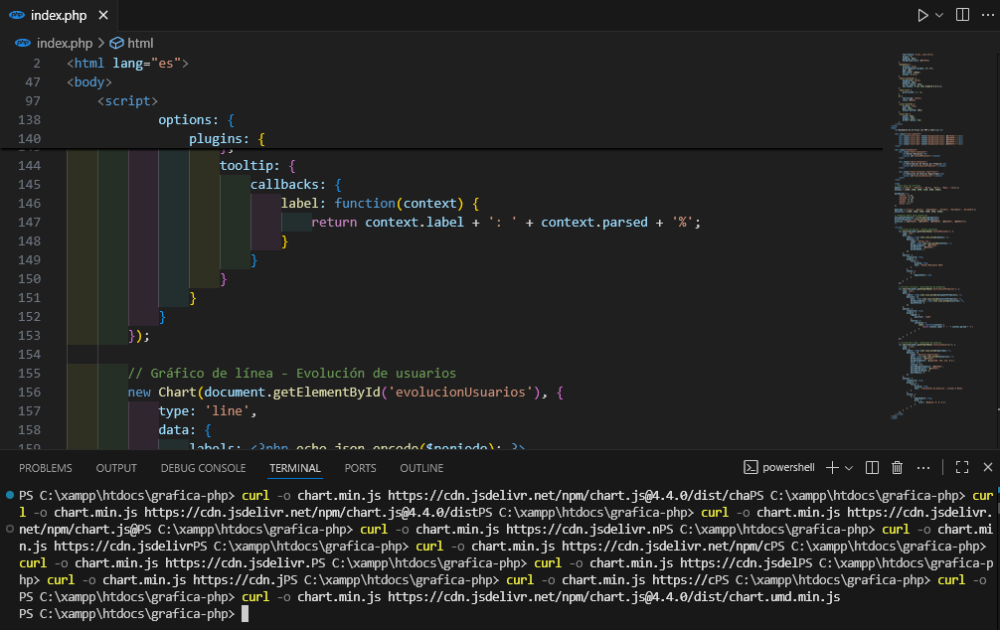 index.php
index.php > html
2 <html lang="es">
47 <body>
97 <script>
138 options: {
140 plugins: {
144 tooltip: {
145 callbacks: {
146 label: function(context) {
147 return context.label + ': ' + context.parsed + '%';
148 }
149 }
150 }
151 }
152 }
153 });
154
155 // Gráfico de línea - Evolución de usuarios
156 new Chart(document.getElementById('evolucionUsuarios'), {
157 type: 'line',
158 data: {
159 labels: <?php echo json_encode($periodo); ?>
PROBLEMS OUTPUT DEBUG CONSOLE TERMINAL PORTS OUTLINE powershell
PS C:\xampp\htdocs\grafica-php> curl -o chart.min.js https://cdn.jsdelivr.net/npm/chart.js@4.4.0/dist/chaPS C:\xampp\htdocs\grafica-php> cur
l -o chart.min.js https://cdn.jsdelivr.net/npm/chart.js@4.4.0/distPS C:\xampp\htdocs\grafica-php> curl -o chart.min.js https://cdn.jsdelivr.
net/npm/chart.js@PS C:\xampp\htdocs\grafica-php> curl -o chart.min.js https://cdn.jsdelivr.nPS C:\xampp\htdocs\grafica-php> curl -o chart.mi
n.js https://cdn.jsdelivrPS C:\xampp\htdocs\grafica-php> curl -o chart.min.js https://cdn.jsdelivr.net/npm/cPS C:\xampp\htdocs\grafica-php>
curl -o chart.min.js https://cdn.jsdelivr.PS C:\xampp\htdocs\grafica-php> curl -o chart.min.js https://cdn.jsdelPS C:\xampp\htdocs\grafica-p
hp> curl -o chart.min.js https://cdn.jPS C:\xampp\htdocs\grafica-php> curl -o chart.min.js https://cPS C:\xampp\htdocs\grafica-php> curl -o
PS C:\xampp\htdocs\grafica-php> curl -o chart.min.js https://cdn.jsdelivr.net/npm/chart.js@4.4.0/dist/chart.umd.min.js
PS C:\xampp\htdocs\grafica-php>